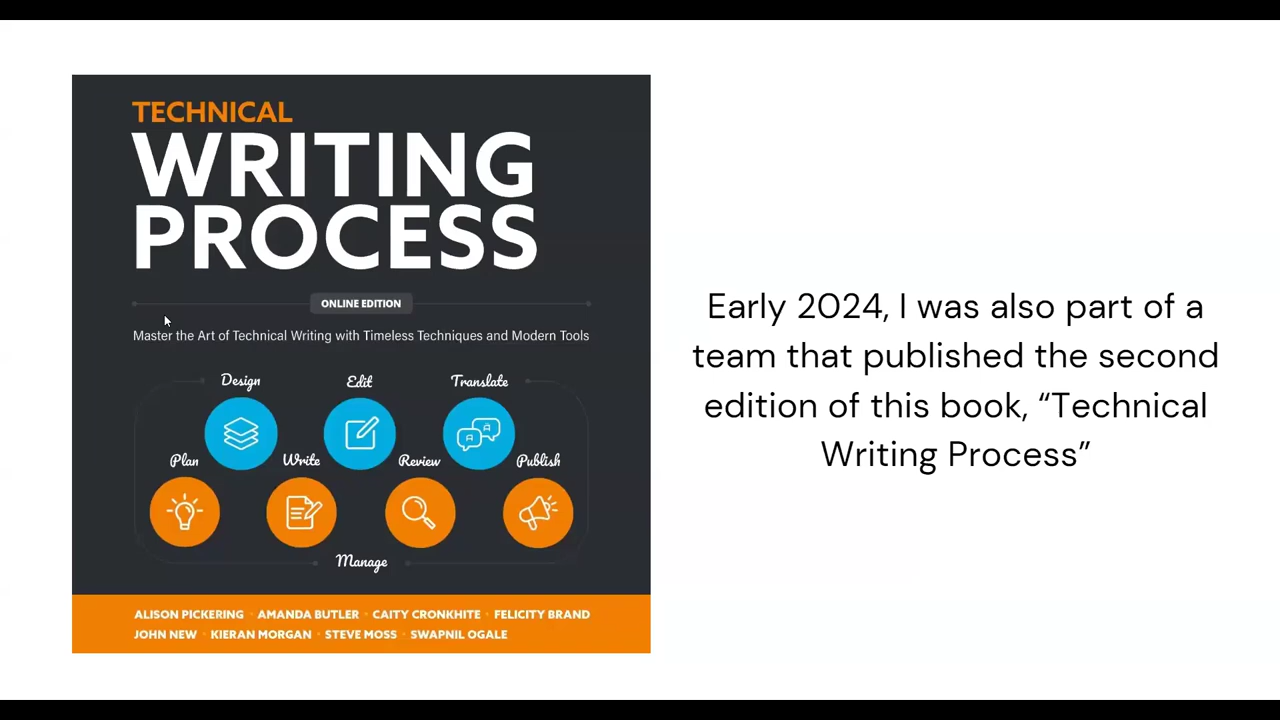 TECHNICAL
WRITING
PROCESS
ONLINE EDITION
Master the Art of Technical Writing with Timeless Techniques and Modern Tools
Design
Edit
Translate
Plan
Write
Review
Publish
Manage
ALISON PICKERING · AMANDA BUTLER · CAITY CRONKHITE · FELICITY BRAND
JOHN NEW · KIERAN MORGAN · STEVE MOSS · SWAPNIL OGALE
Early 2024, I was also part of a
team that published the second
edition of this book, “Technical
Writing Process”